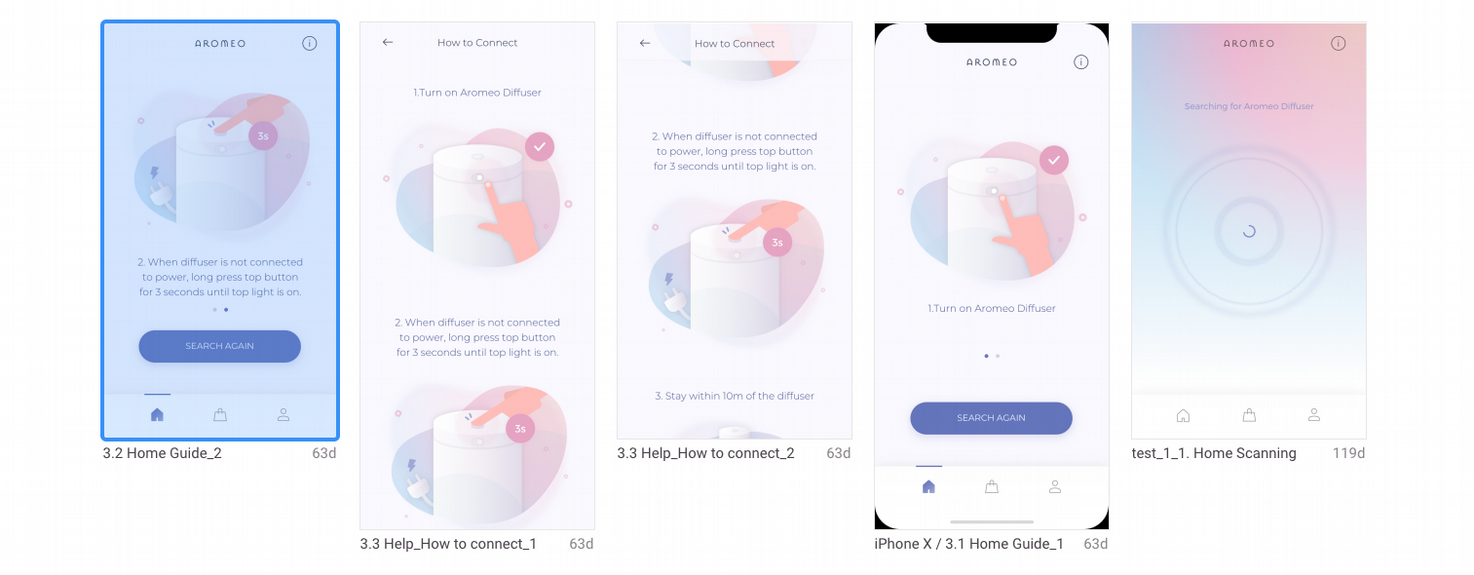 AROMEO
3s
2. When diffuser is not connected
to power, long press top button
for 3 seconds until top light is on.
SEARCH AGAIN
3.2 Home Guide_2
63d
How to Connect
1.Turn on Aromeo Diffuser
2. When diffuser is not connected
to power, long press top button
for 3 seconds until top light is on.
3s
3.3 Help_How to connect_1
63d
How to Connect
2. When diffuser is not connected
to power, long press top button
for 3 seconds until top light is on.
3s
3. Stay within 10m of the diffuser
3.3 Help_How to connect_2
63d
AROMEO
1.Turn on Aromeo Diffuser
SEARCH AGAIN
iPhone X / 3.1 Home Guide_1
63d
AROMEO
Searching for Aromeo Diffuser
test_1_1. Home Scanning
119d